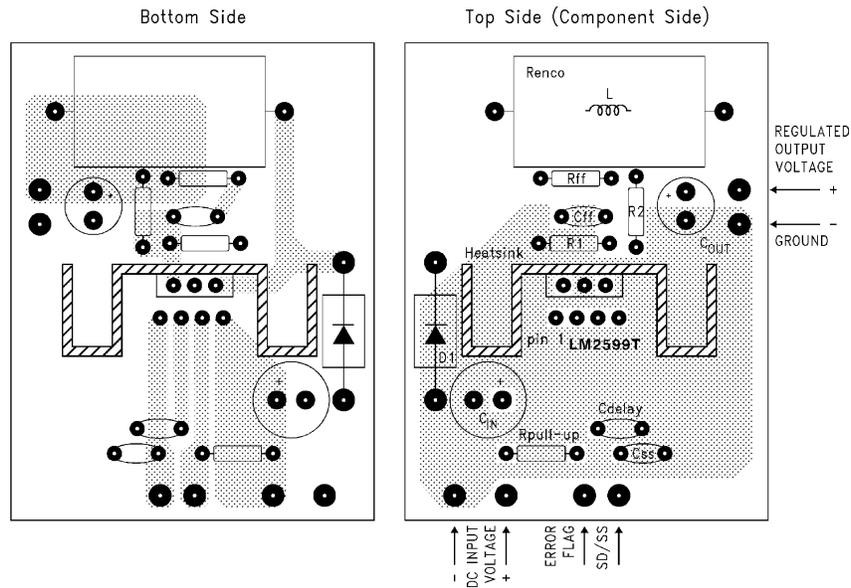 Bottom Side
Top Side (Component Side)
Renco
L
REGULATED
OUTPUT
VOLTAGE
+
-
GROUND
Rff
Cff
R2
+
COUT
R1
Heatsink
+
pin 1
LM2599T
D1
+
+
CIN
Cdelay
Rpull-up
Css
-
DC INPUT
VOLTAGE
+
ERROR
FLAG
SD/SS